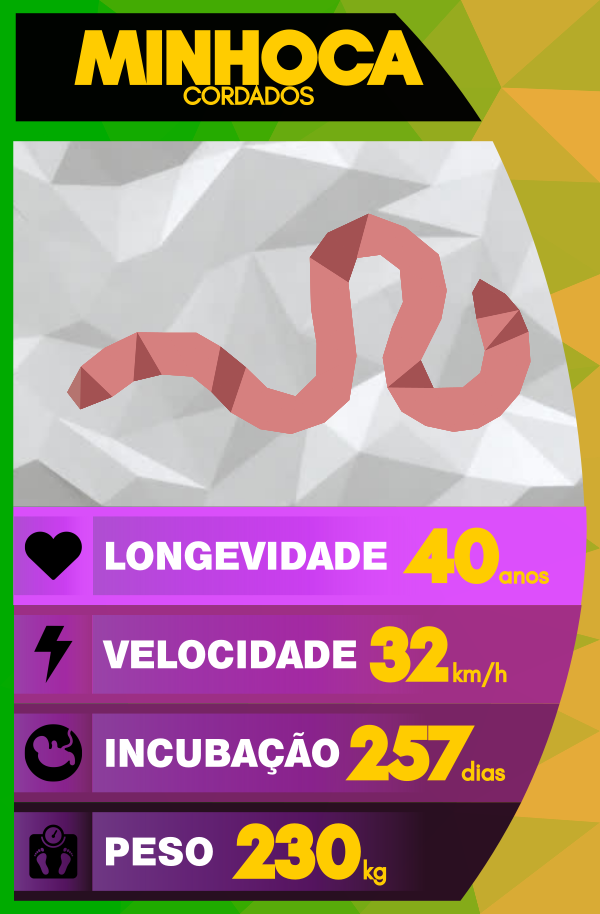 MINHOCA
CORDADOS
LONGEVIDADE 40 anos
VELOCIDADE 32 km/h
INCUBAÇÃO 257 dias
PESO 230 kg